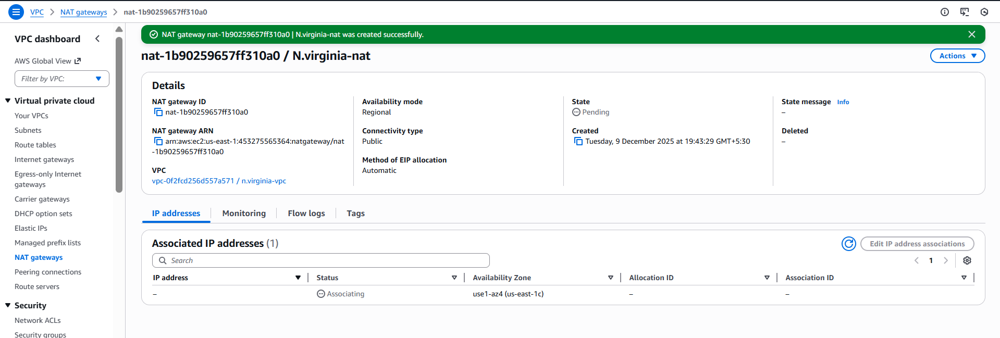 VPC > NAT gateways > nat-1b90259657ff310a0
VPC dashboard
AWS Global View
Filter by VPC:
Virtual private cloud
Your VPCs
Subnets
Route tables
Internet gateways
Egress-only Internet
gateways
Carrier gateways
DHCP option sets
Elastic IPs
Managed prefix lists
NAT gateways
Peering connections
Route servers
Security
Network ACLs
Security groups
NAT gateway nat-1b90259657ff310a0 | N.virginia-nat was created successfully.
nat-1b90259657ff310a0 / N.virginia-nat
Actions
Details
NAT gateway ID
nat-1b90259657ff310a0
NAT gateway ARN
arn:aws:ec2:us-east-1:453275565364:natgateway/nat
-1b90259657ff310a0
VPC
vpc-0f2fcd256d557a571 / n.virginia-vpc
Availability mode
Regional
Connectivity type
Public
Method of EIP allocation
Automatic
State
Pending
Created
Tuesday, 9 December 2025 at 19:43:29 GMT+5:30
State message Info
–
Deleted
–
IP addresses Monitoring Flow logs Tags
Associated IP addresses (1)
Edit IP address associations
Search
1
IP address Status Availability Zone Allocation ID Association ID
– Associating use1-az4 (us-east-1c) – –